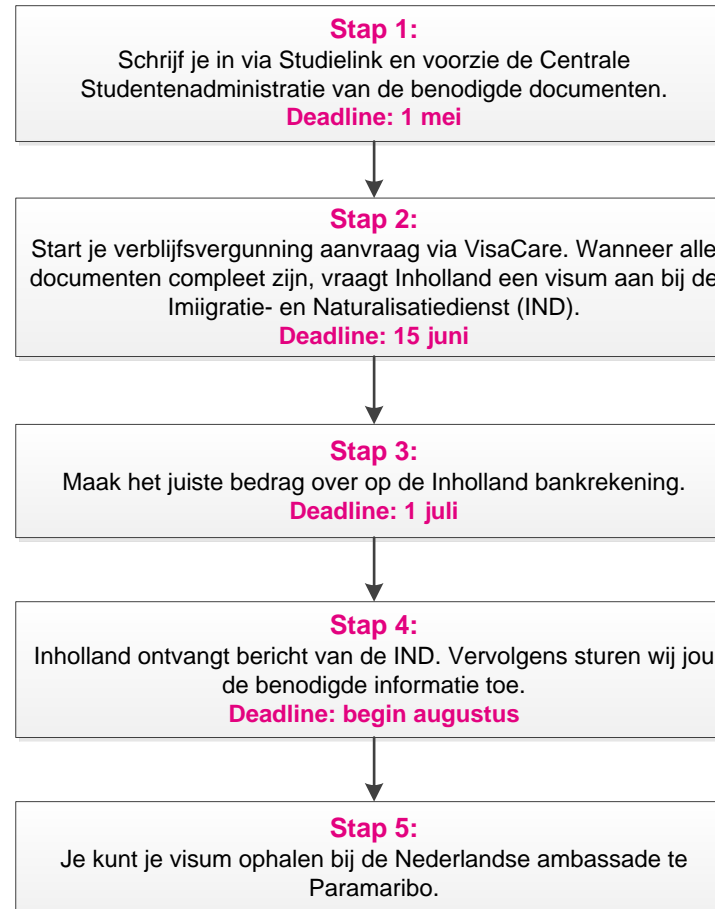 Stap 1:
Schrijf je in via Studielink en voorzie de Centrale
Studentenadministratie van de benodigde documenten.
Deadline: 1 mei
Stap 2:
Start je verblijfsvergunning aanvraag via VisaCare. Wanneer alle
documenten compleet zijn, vraagt Inholland een visum aan bij de
Imiigratie- en Naturalisatiedienst (IND).
Deadline: 15 juni
Stap 3:
Maak het juiste bedrag over op de Inholland bankrekening.
Deadline: 1 juli
Stap 4:
Inholland ontvangt bericht van de IND. Vervolgens sturen wij jou
de benodigde informatie toe.
Deadline: begin augustus
Stap 5:
Je kunt je visum ophalen bij de Nederlandse ambassade te
Paramaribo.